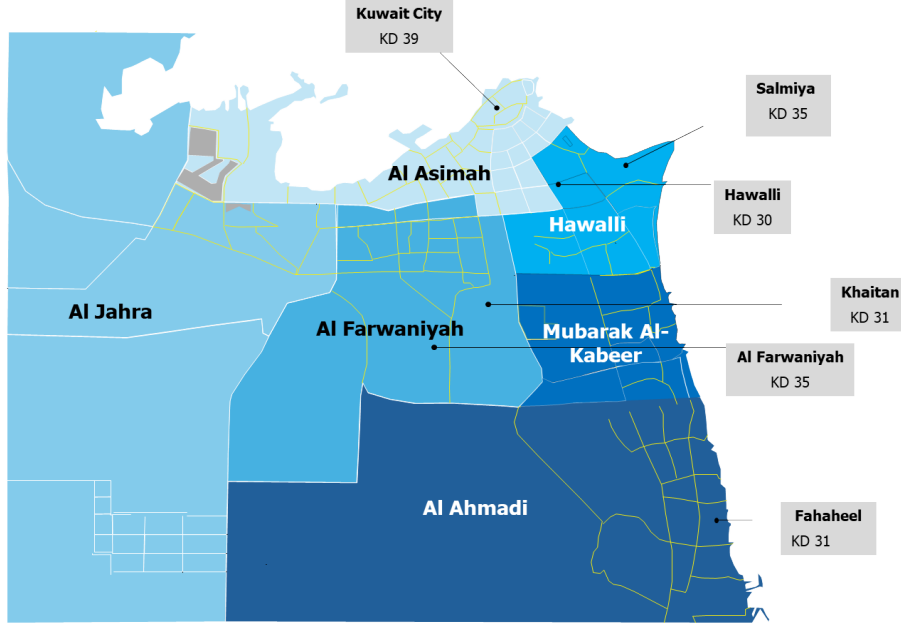 Kuwait City
KD 39
Salmiya
KD 35
Al Asimah
Hawalli
KD 30
Hawalli
Khaitan
KD 31
Al Jahra
Al Farwaniyah
Mubarak Al-
Kabeer
Al Farwaniyah
KD 35
Al Ahmadi
Fahaheel
KD 31